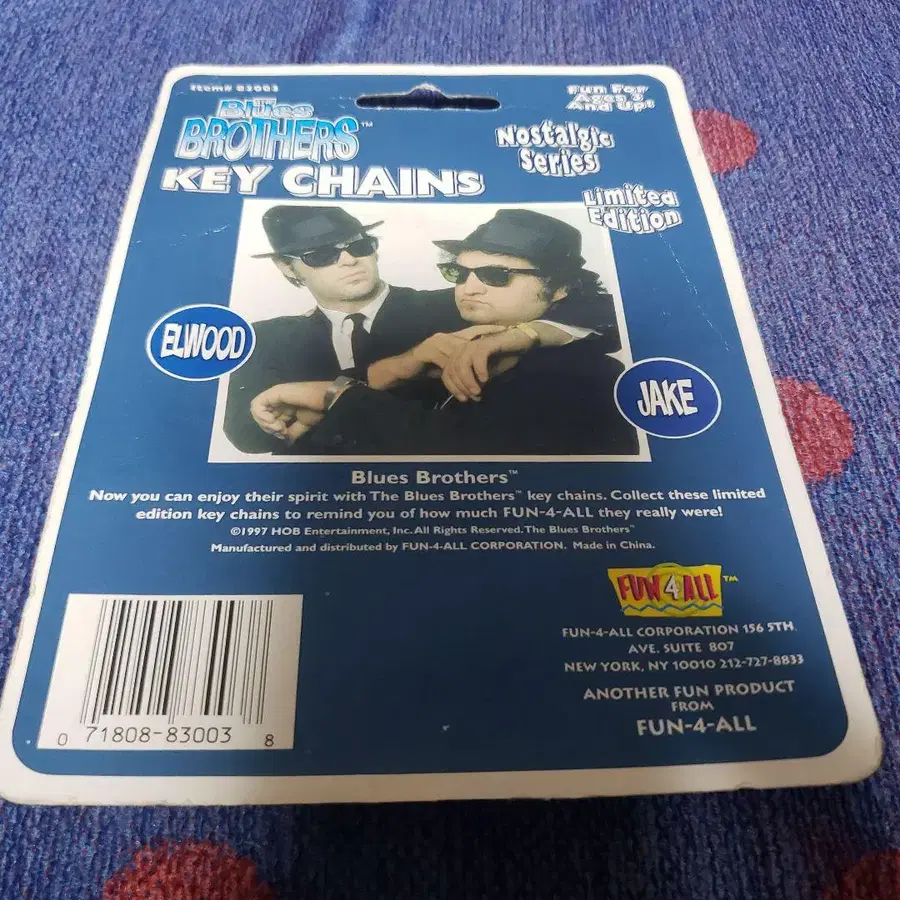 Item# 83003
Fun For
Ages 3
And Up!
THE
Blues
BROTHERS™
KEY CHAINS
Nostalgic
Series
Limited
Edition
ELWOOD
JAKE
Blues Brothers™
Now you can enjoy their spirit with The Blues Brothers™ key chains. Collect these limited
edition key chains to remind you of how much FUN-4-ALL they really were!
©1997 HOB Entertainment, Inc. All Rights Reserved. The Blues Brothers™
Manufactured and distributed by FUN-4-ALL CORPORATION. Made in China.
FUN 4 ALL™
FUN-4-ALL CORPORATION 156 5TH.
AVE. SUITE 807
NEW YORK, NY 10010 212-727-8833
ANOTHER FUN PRODUCT
FROM
FUN-4-ALL
0 71808-83003 8